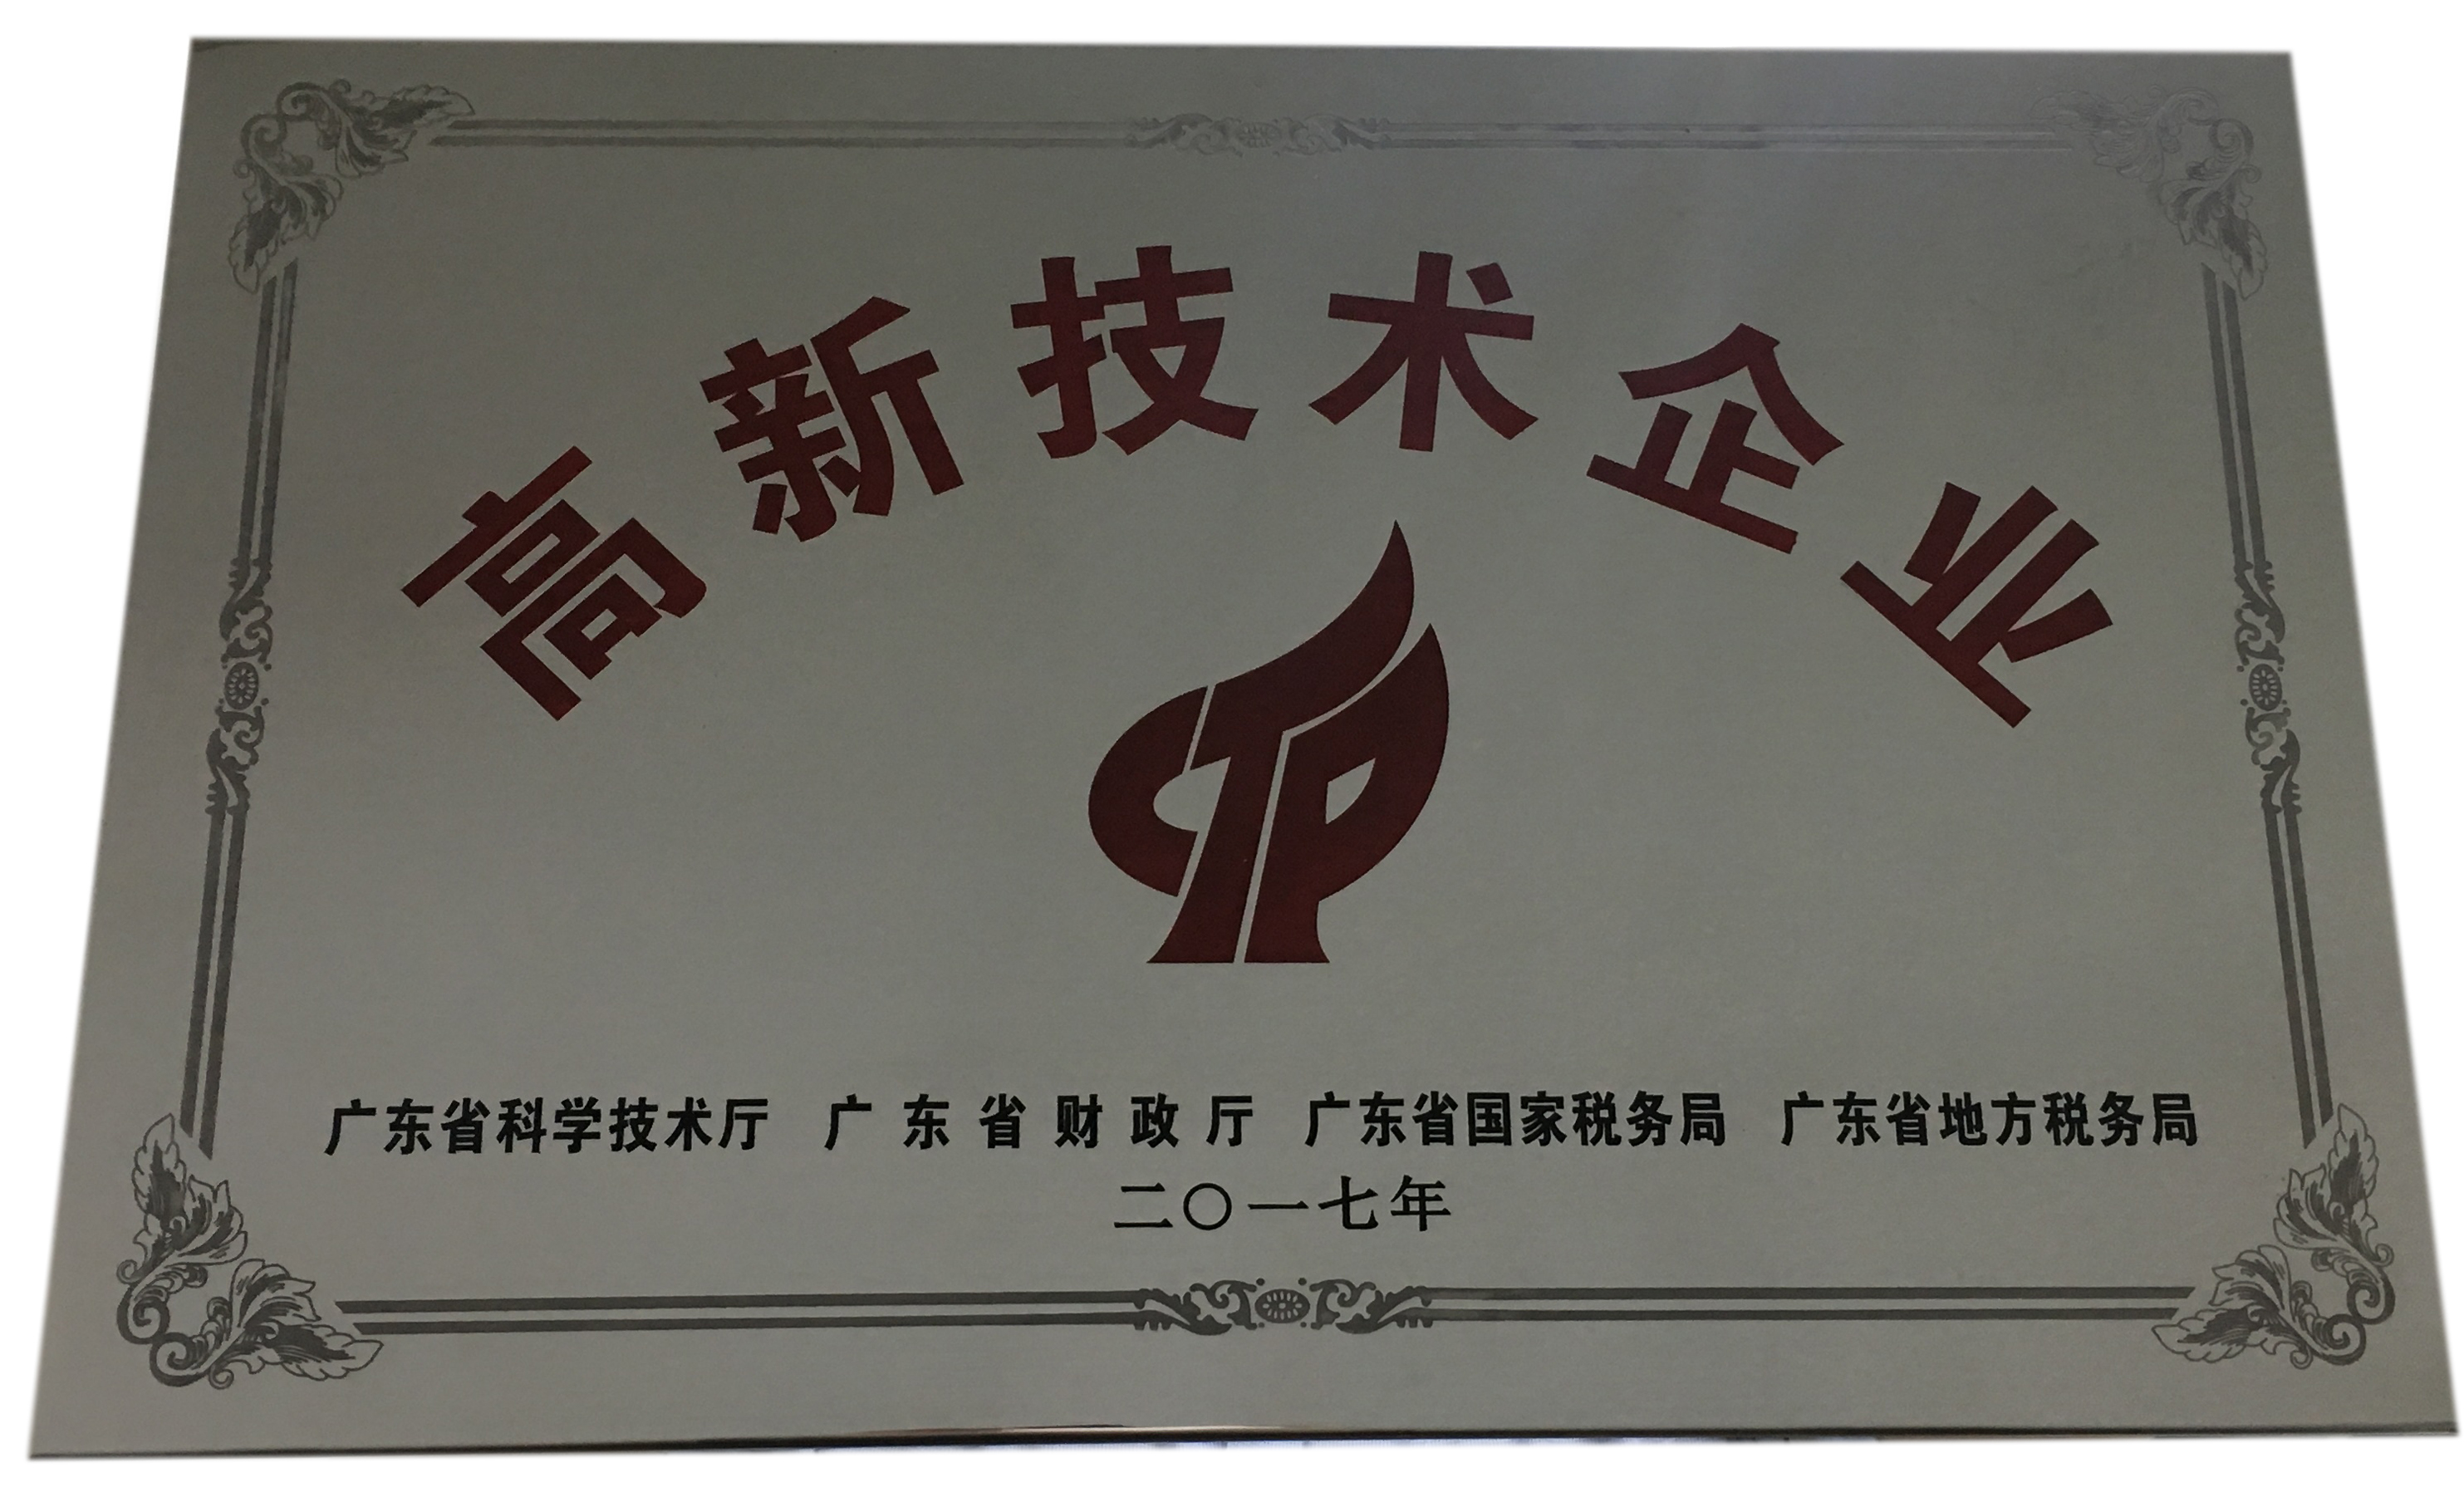 高新技术企业
广东省科学技术厅 广东省财政厅 广东省国家税务局 广东省地方税务局
二〇一七年